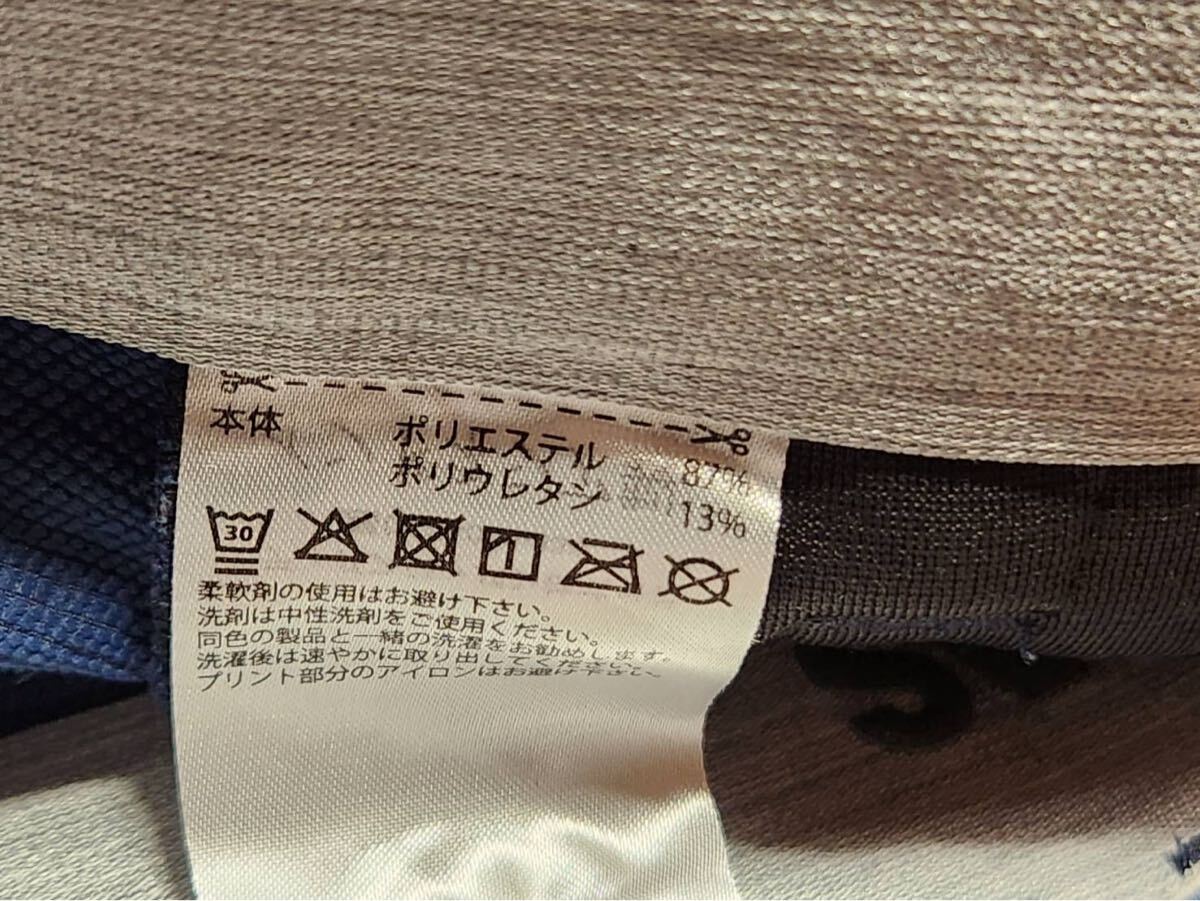 本体 ポリエステル 87%
ポリウレタン 13%
30
柔軟剤の使用はお避け下さい。
洗剤は中性洗剤をご使用ください。
同色の製品と一緒の洗濯をお勧めします。
洗濯後は速やかに取り出してください。
プリント部分のアイロンはお避け下さい。